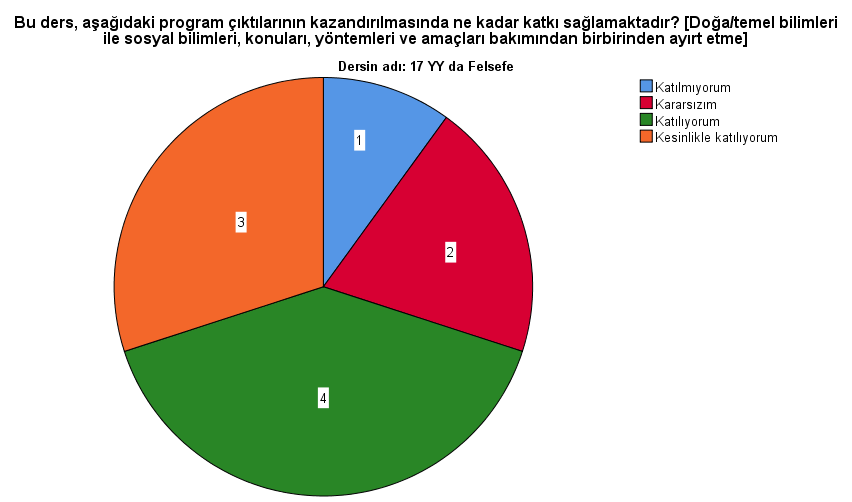 Bu ders, aşağıdaki program çıktılarının kazandırılmasında ne kadar katkı sağlamaktadır? [Doğa/temel bilimleri
ile sosyal bilimleri, konuları, yöntemleri ve amaçları bakımından birbirinden ayırt etme]
Dersin adı: 17 YY da Felsefe
Katılmıyorum
Kararsızım
Katılıyorum
Kesinlikle katılıyorum
1
2
3
4